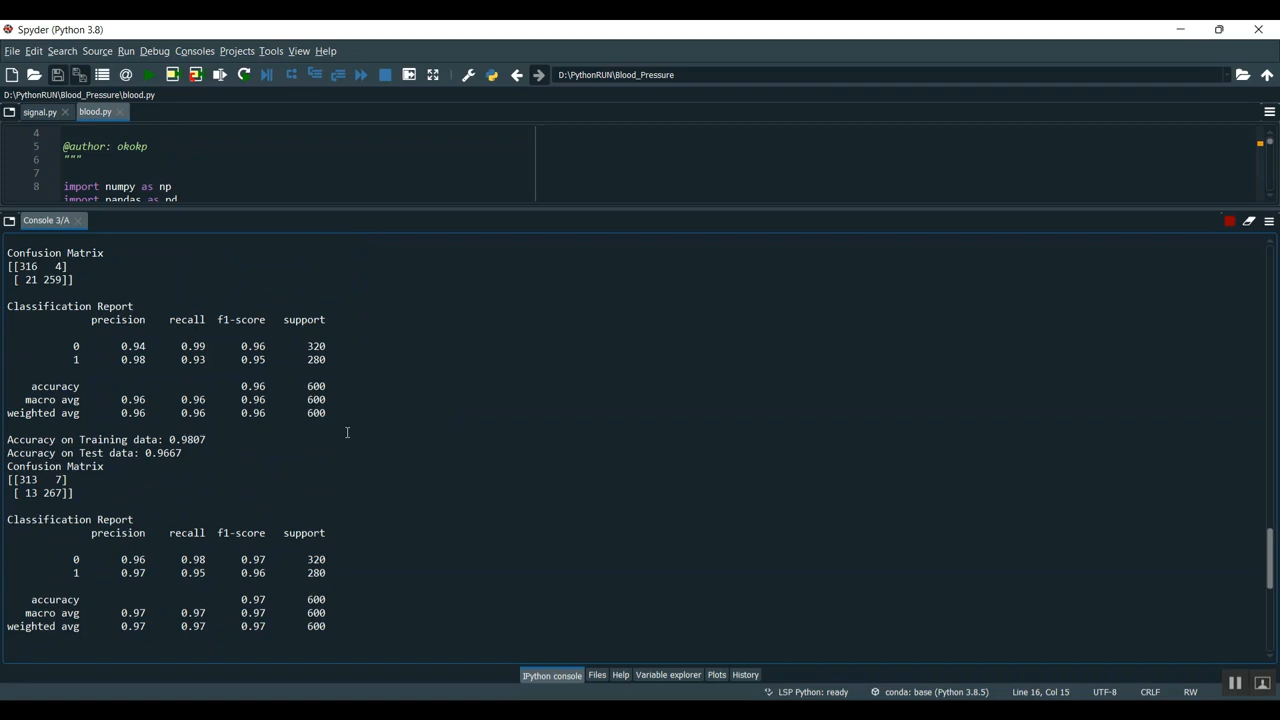 Spyder (Python 3.8)
File Edit Search Source Run Debug Consoles Projects Tools View Help
D:\PythonRUN\Blood_Pressure
D:\PythonRUN\Blood_Pressure\blood.py
signal.py blood.py
4
5 @author: okokp
6 """
7
8 import numpy as np
import pandas as pd
Console 3/A
Confusion Matrix
[[316 4]
[ 21 259]]
Classification Report
precision recall f1-score support
0 0.94 0.99 0.96 320
1 0.98 0.93 0.95 280
accuracy 0.96 600
macro avg 0.96 0.96 0.96 600
weighted avg 0.96 0.96 0.96 600
Accuracy on Training data: 0.9807
Accuracy on Test data: 0.9667
Confusion Matrix
[[313 7]
[ 13 267]]
Classification Report
precision recall f1-score support
0 0.96 0.98 0.97 320
1 0.97 0.95 0.96 280
accuracy 0.97 600
macro avg 0.97 0.97 0.97 600
weighted avg 0.97 0.97 0.97 600
IPython console Files Help Variable explorer Plots History
LSP Python: ready conda: base (Python 3.8.5) Line 16, Col 15 UTF-8 CRLF RW